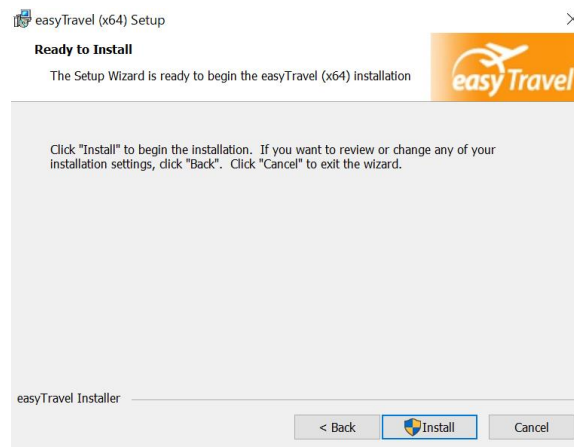 easyTravel (x64) Setup
Ready to Install
The Setup Wizard is ready to begin the easyTravel (x64) installation
easyTravel
Click "Install" to begin the installation.  If you want to review or change any of your
installation settings, click "Back".  Click "Cancel" to exit the wizard.
easyTravel Installer
< Back
Install
Cancel